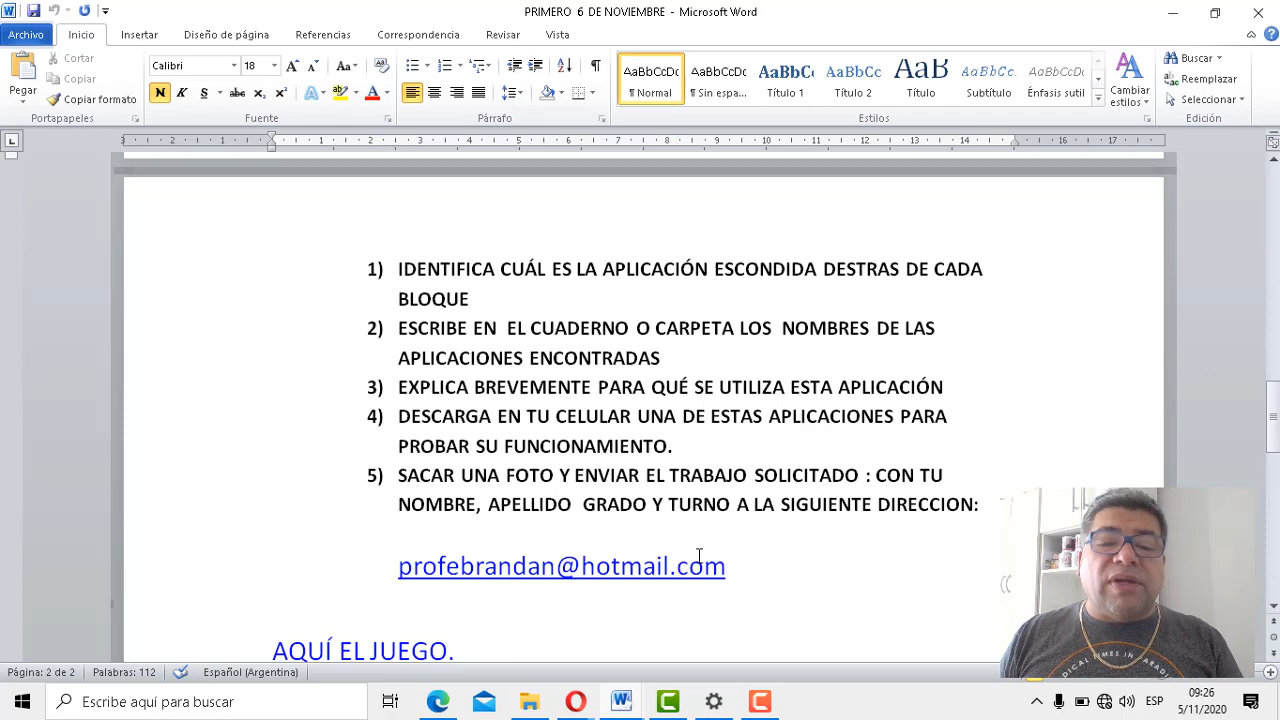 PRIMERO 6 DE NOVIEMBRE - Microsoft Word
Archivo Inicio Insertar Diseño de página Referencias Correspondencia Revisar Vista
Pegar
Cortar
Copiar
Copiar formato
Portapapeles
Calibri 18
Fuente
Párrafo
AaBbCcDc AaBbCcDc AaBbC AaBbCc AaB AaBbCc. AaBbCcDc
¶ Normal ¶ Sin espa... Título 1 Título 2 Título Subtítulo Énfasis sutil
Estilos
Cambiar estilos
Buscar
Reemplazar
Seleccionar
Edición
1) IDENTIFICA CUÁL ES LA APLICACIÓN ESCONDIDA DESTRAS DE CADA
BLOQUE
2) ESCRIBE EN EL CUADERNO O CARPETA LOS NOMBRES DE LAS
APLICACIONES ENCONTRADAS
3) EXPLICA BREVEMENTE PARA QUÉ SE UTILIZA ESTA APLICACIÓN
4) DESCARGA EN TU CELULAR UNA DE ESTAS APLICACIONES PARA
PROBAR SU FUNCIONAMIENTO.
5) SACAR UNA FOTO Y ENVIAR EL TRABAJO SOLICITADO : CON TU
NOMBRE, APELLIDO GRADO Y TURNO A LA SIGUIENTE DIRECCION:
profebrandan@hotmail.com
AQUÍ EL JUEGO.
Página: 2 de 2 Palabras: 112 Español (Argentina)
Escribe aquí para buscar
ESP
09:26
5/11/2020